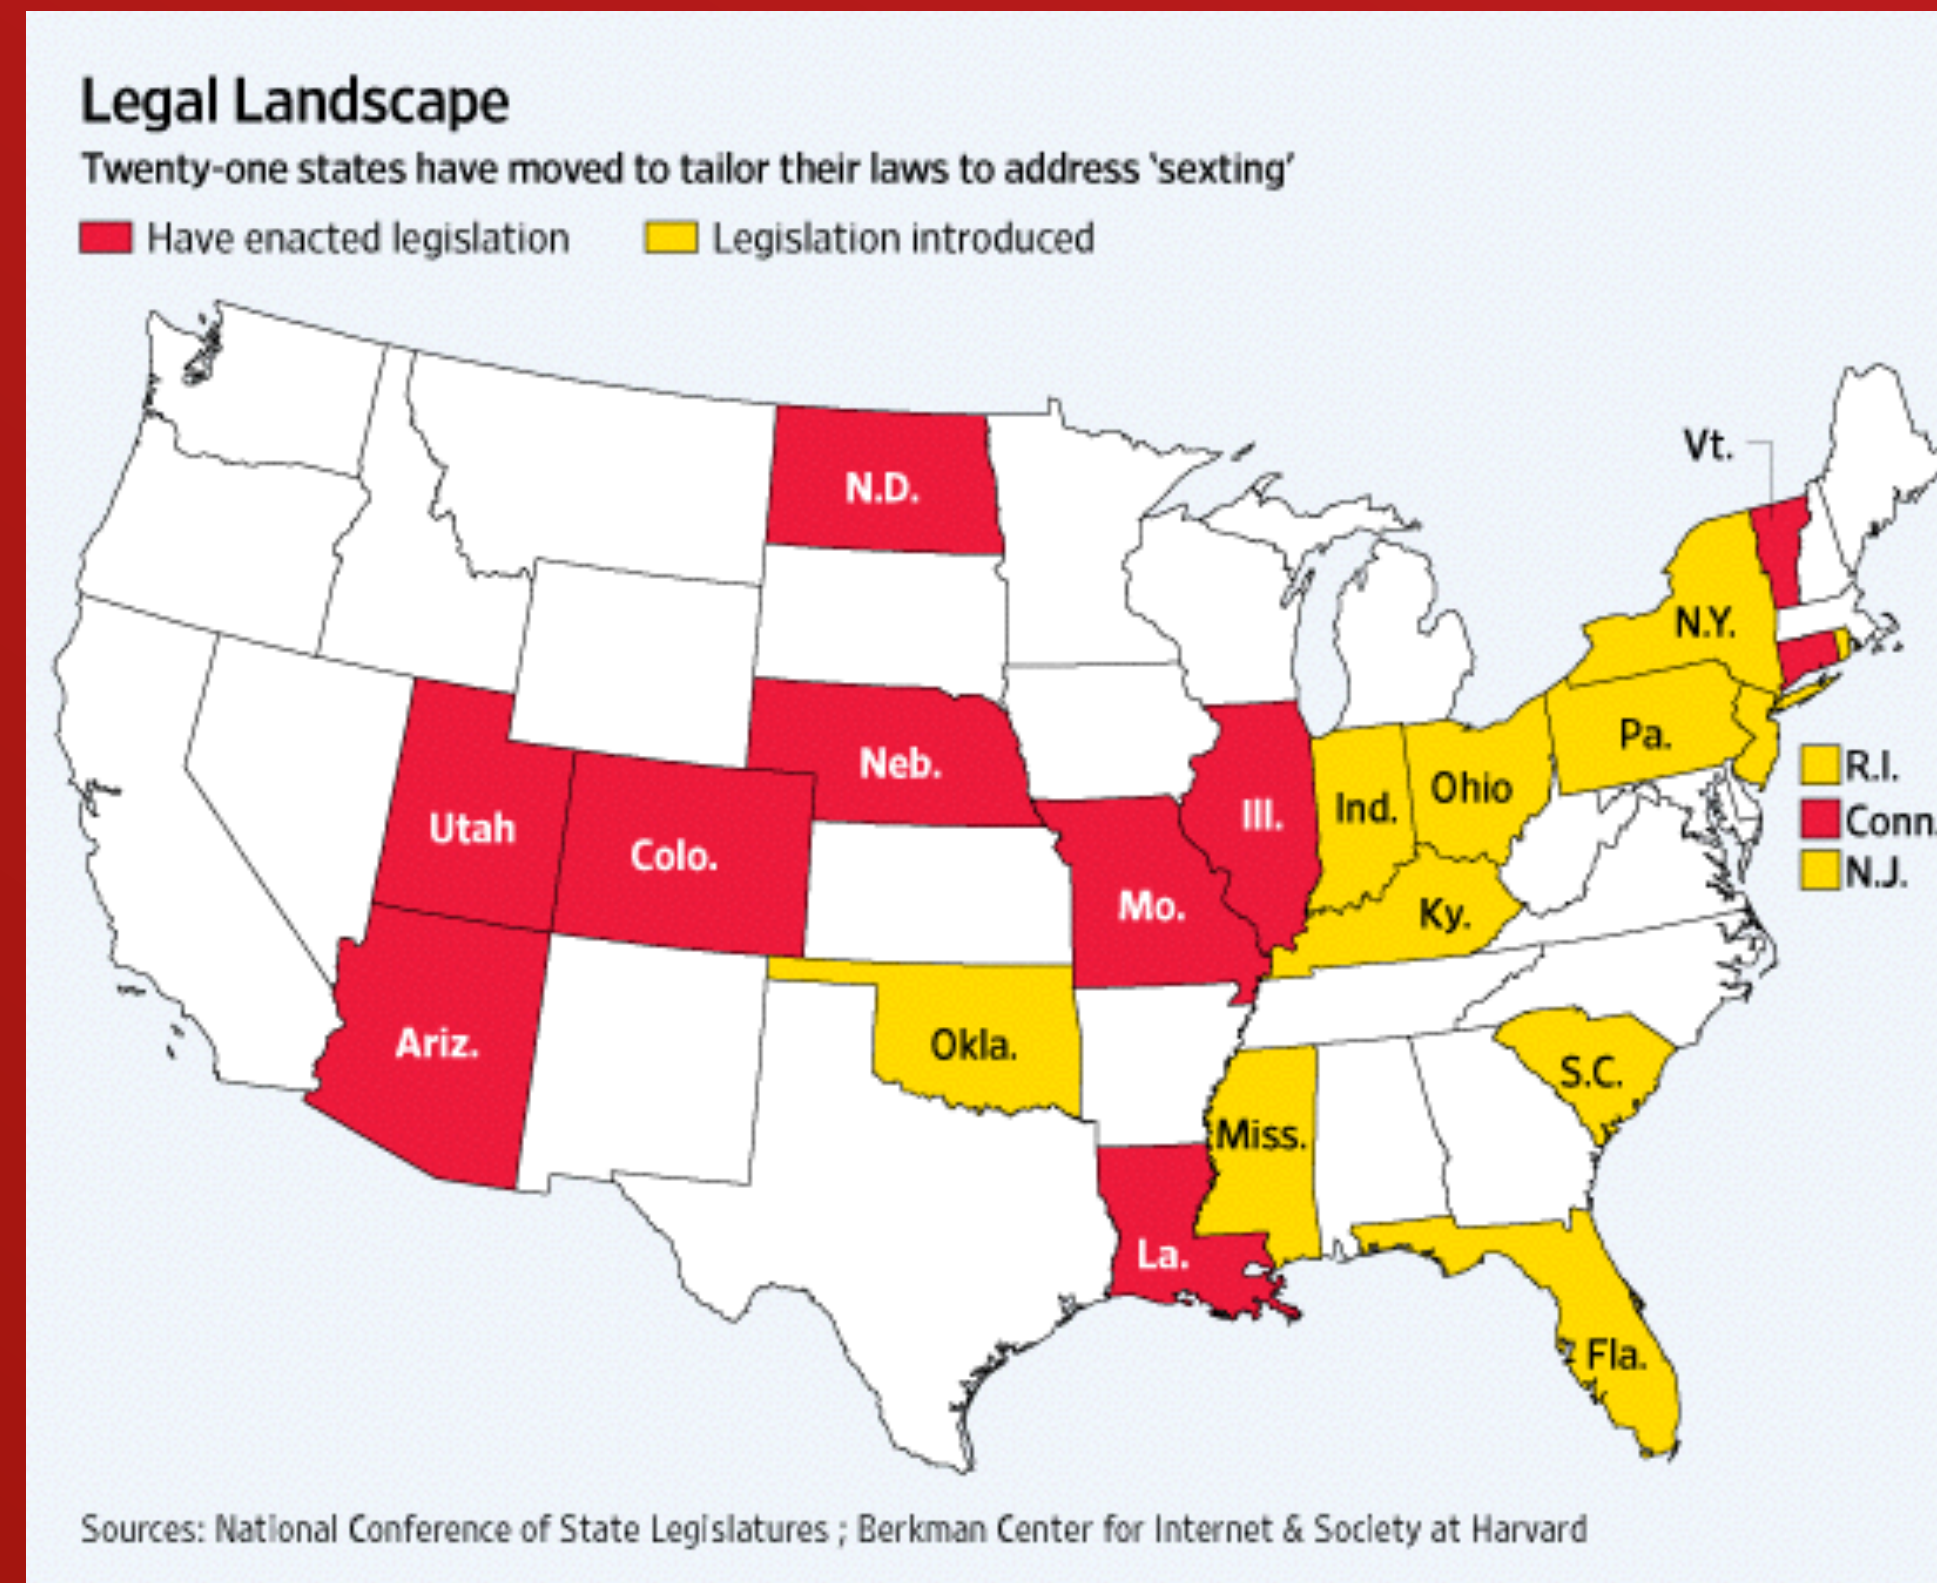 Legal Landscape
Twenty-one states have moved to tailor their laws to address ‘sexting’
Have enacted legislation Legislation introduced
Vt.
N.D.
N.Y.
Pa.
Neb.
R.I.
Ohio
Ind.
Ill.
Utah
Conn.
Colo.
N.J.
Mo.
Ky.
Ariz.
Okla.
S.C.
Miss.
La.
Fla.
Sources: National Conference of State Legislatures ; Berkman Center for Internet & Society at Harvard